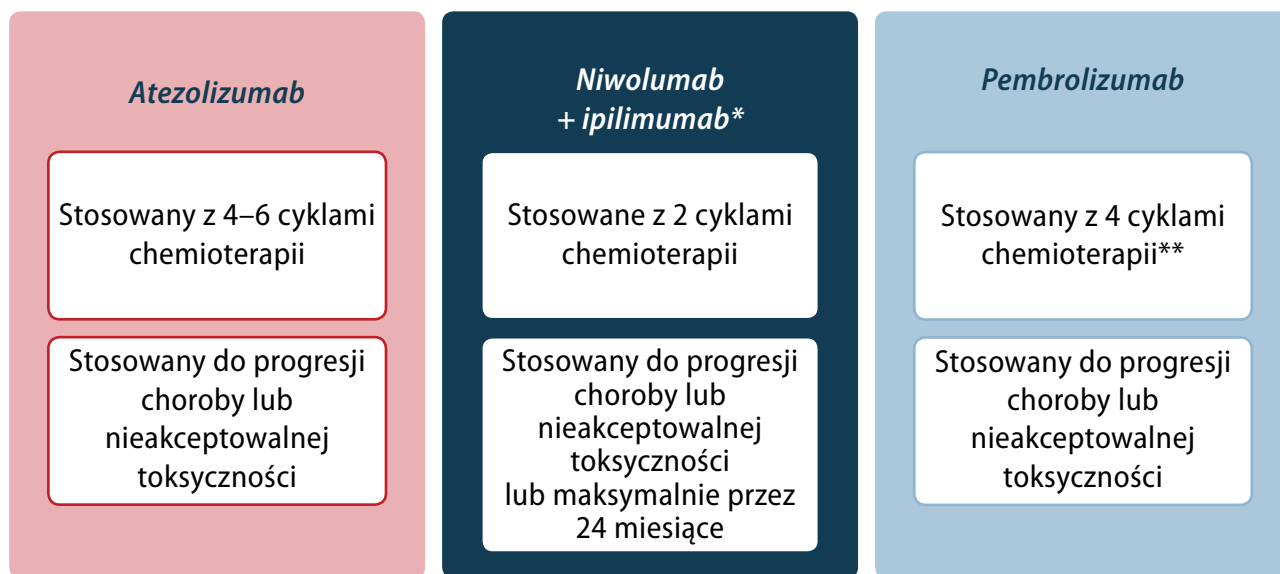 Atezolizumab
Stosowany z 4–6 cyklami
chemioterapii
Stosowany do progresji
choroby lub
nieakceptowalnej
toksyczności
Niwolumab
+ ipilimumab*
Stosowane z 2 cyklami
chemioterapii
Stosowany do progresji
choroby lub
nieakceptowalnej
toksyczności
lub maksymalnie przez
24 miesiące
Pembrolizumab
Stosowany z 4 cyklami
chemioterapii**
Stosowany do progresji
choroby lub
nieakceptowalnej
toksyczności